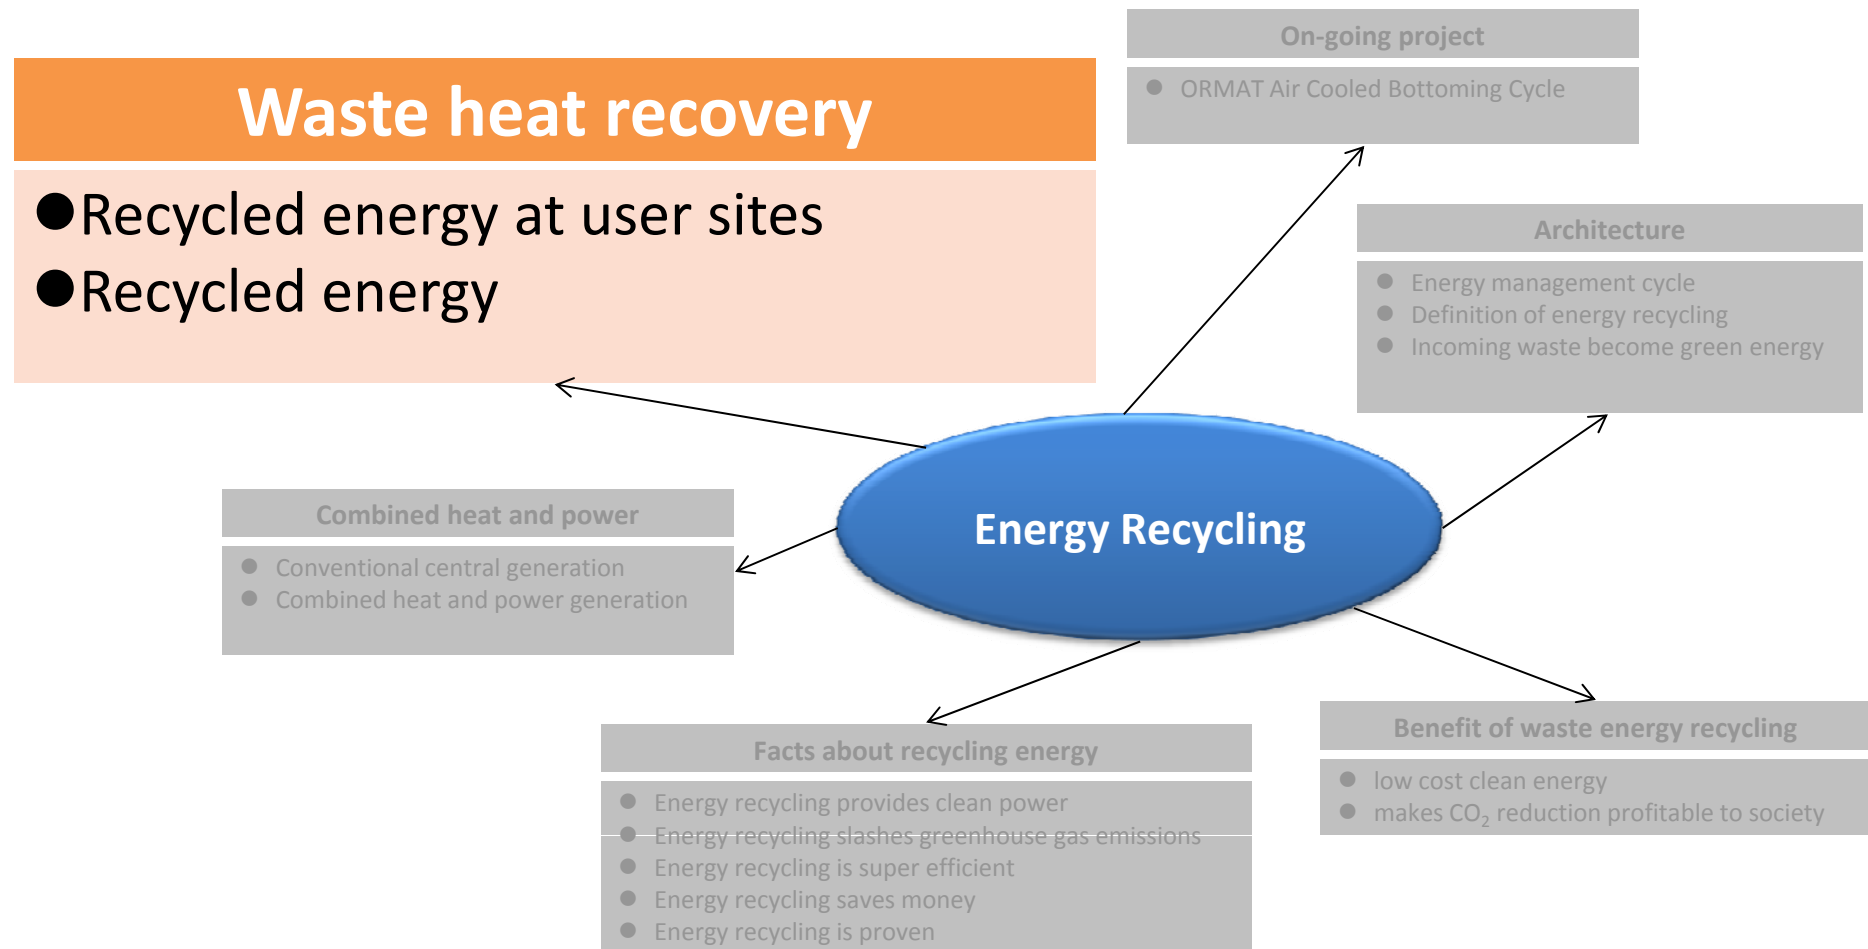 On-going project
● ORMAT Air Cooled Bottoming Cycle
Waste heat recovery
●Recycled energy at user sites
●Recycled energy
Architecture
● Energy management cycle
● Definition of energy recycling
● Incoming waste become green energy
Energy Recycling
Combined heat and power
● Conventional central generation
● Combined heat and power generation
Facts about recycling energy
● Energy recycling provides clean power
● Energy recycling slashes greenhouse gas emissions
● Energy recycling is super efficient
● Energy recycling saves money
● Energy recycling is proven
Benefit of waste energy recycling
● low cost clean energy
● makes CO₂ reduction profitable to society